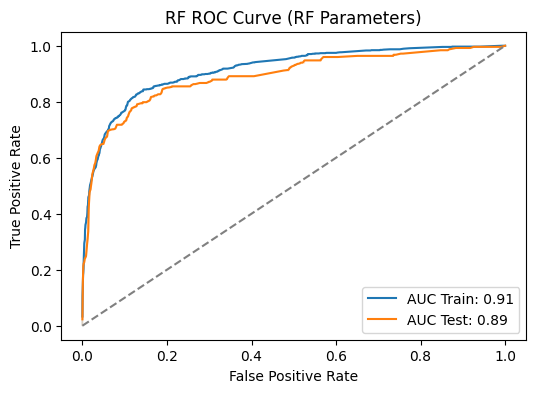 RF ROC Curve (RF Parameters)
True Positive Rate
1.0
0.8
0.6
0.4
0.2
0.0
AUC Train: 0.91
AUC Test: 0.89
0.0 0.2 0.4 0.6 0.8 1.0
False Positive Rate